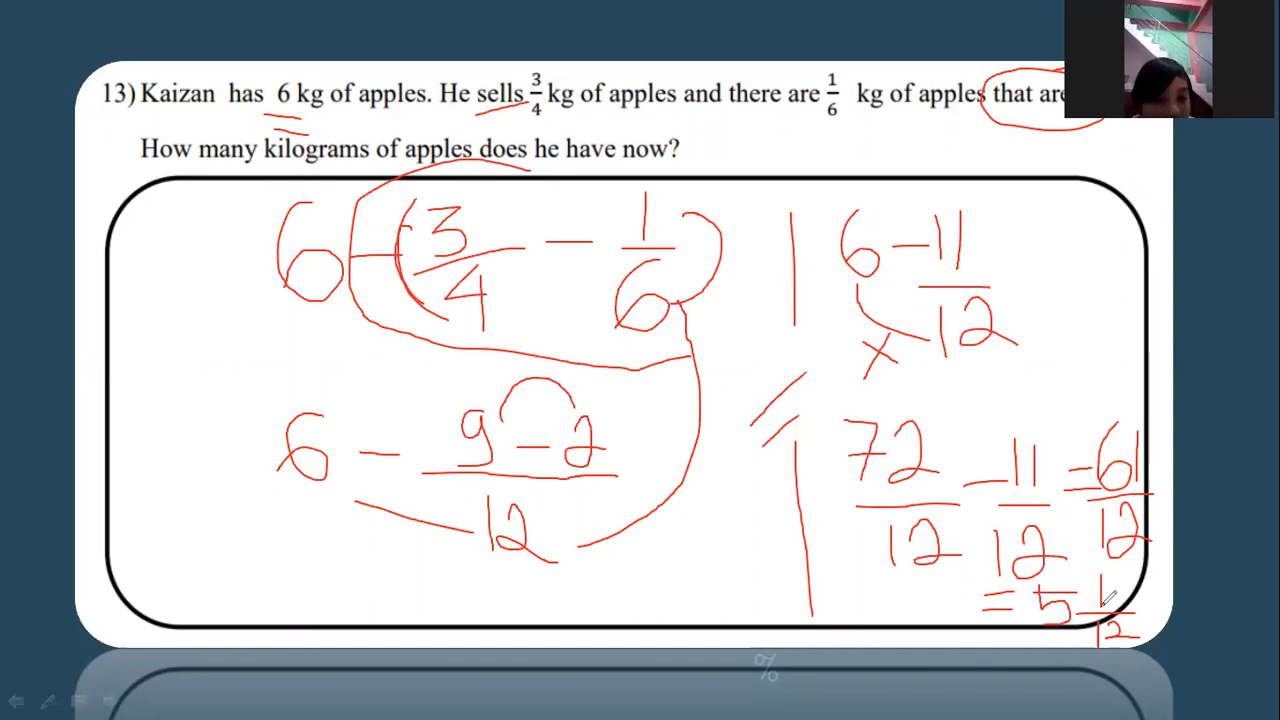 13) Kaizan has 6 kg of apples. He sells 3/4 kg of apples and there are 1/6 kg of apples that are
How many kilograms of apples does he have now?
6 - (3/4 - 1/6)
6 - 9 - 2/12
6 - 11/12
×
= 72/12 - 11/12 = 61/12
= 5 1/12
%